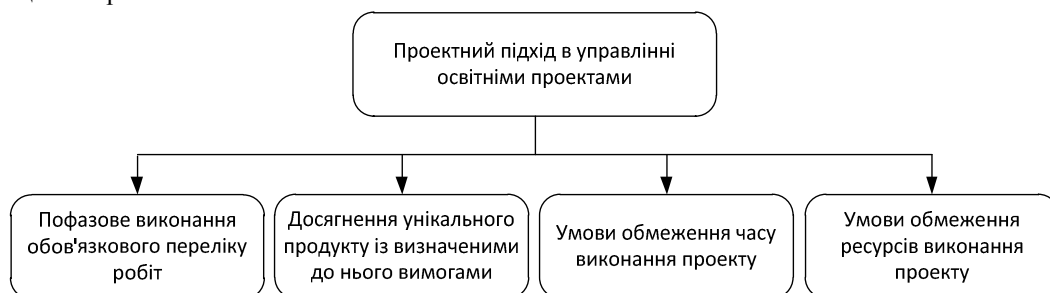 Проектний підхід в управлінні
освітніми проектами
Пофазове виконання
обов'язкового переліку
робіт
Досягнення унікального
продукту із визначеними
до нього вимогами
Умови обмеження часу
виконання проекту
Умови обмеження
ресурсів виконання
проекту